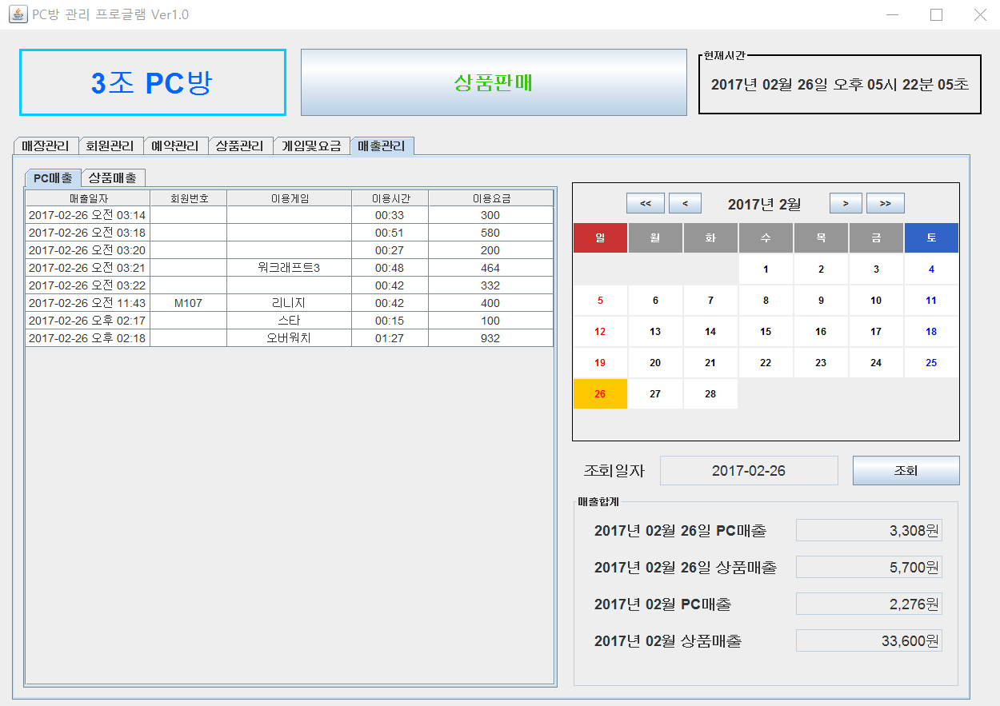 PC방 관리 프로글램 Ver1.0
3조 PC방
상품판매
현재시간
2017년 02월 26일 오후 05시 22분 05초
매장관리 회원관리 예약관리 상품관리 게임및요금 매출관리
PC매출 상품매출
매출일자 회원번호 이용게임 이용시간 이용요금
2017-02-26 오전 03:14 00:33 300
2017-02-26 오전 03:18 00:51 580
2017-02-26 오전 03:20 00:27 200
2017-02-26 오전 03:21 워크래프트3 00:48 464
2017-02-26 오전 03:22 00:42 332
2017-02-26 오전 11:43 M107 리니지 00:42 400
2017-02-26 오후 02:17 스타 00:15 100
2017-02-26 오후 02:18 오버워치 01:27 932
<< < 2017년 2월 > >>
일 월 화 수 목 금 토
1 2 3 4
5 6 7 8 9 10 11
12 13 14 15 16 17 18
19 20 21 22 23 24 25
26 27 28
조회일자 2017-02-26 조회
매출합계
2017년 02월 26일 PC매출 3,308원
2017년 02월 26일 상품매출 5,700원
2017년 02월 PC매출 2,276원
2017년 02월 상품매출 33,600원